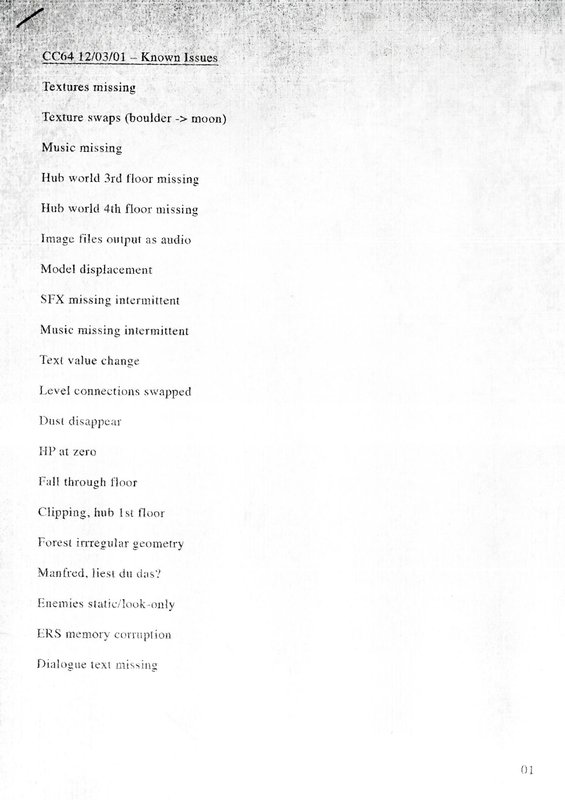 CC64 12/03/01 – Known Issues
Textures missing
Texture swaps (boulder -> moon)
Music missing
Hub world 3rd floor missing
Hub world 4th floor missing
Image files output as audio
Model displacement
SFX missing intermittent
Music missing intermittent
Text value change
Level connections swapped
Dust disappear
HP at zero
Fall through floor
Clipping, hub 1st floor
Forest irrregular geometry
Manfred, liest du das?
Enemies static/look-only
ERS memory corruption
Dialogue text missing
01